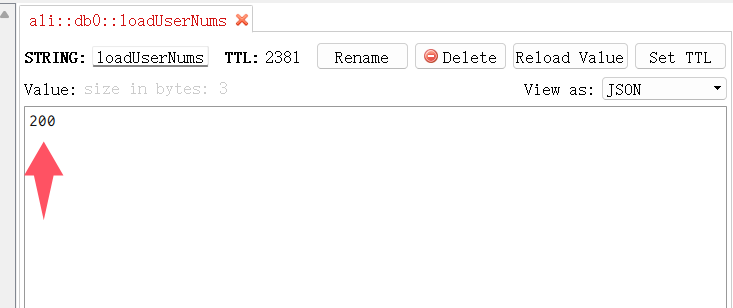 ali::db0::loadUserNums
STRING: loadUserNums TTL: 2381 Rename Delete Reload Value Set TTL
Value: size in bytes: 3 View as: JSON
200